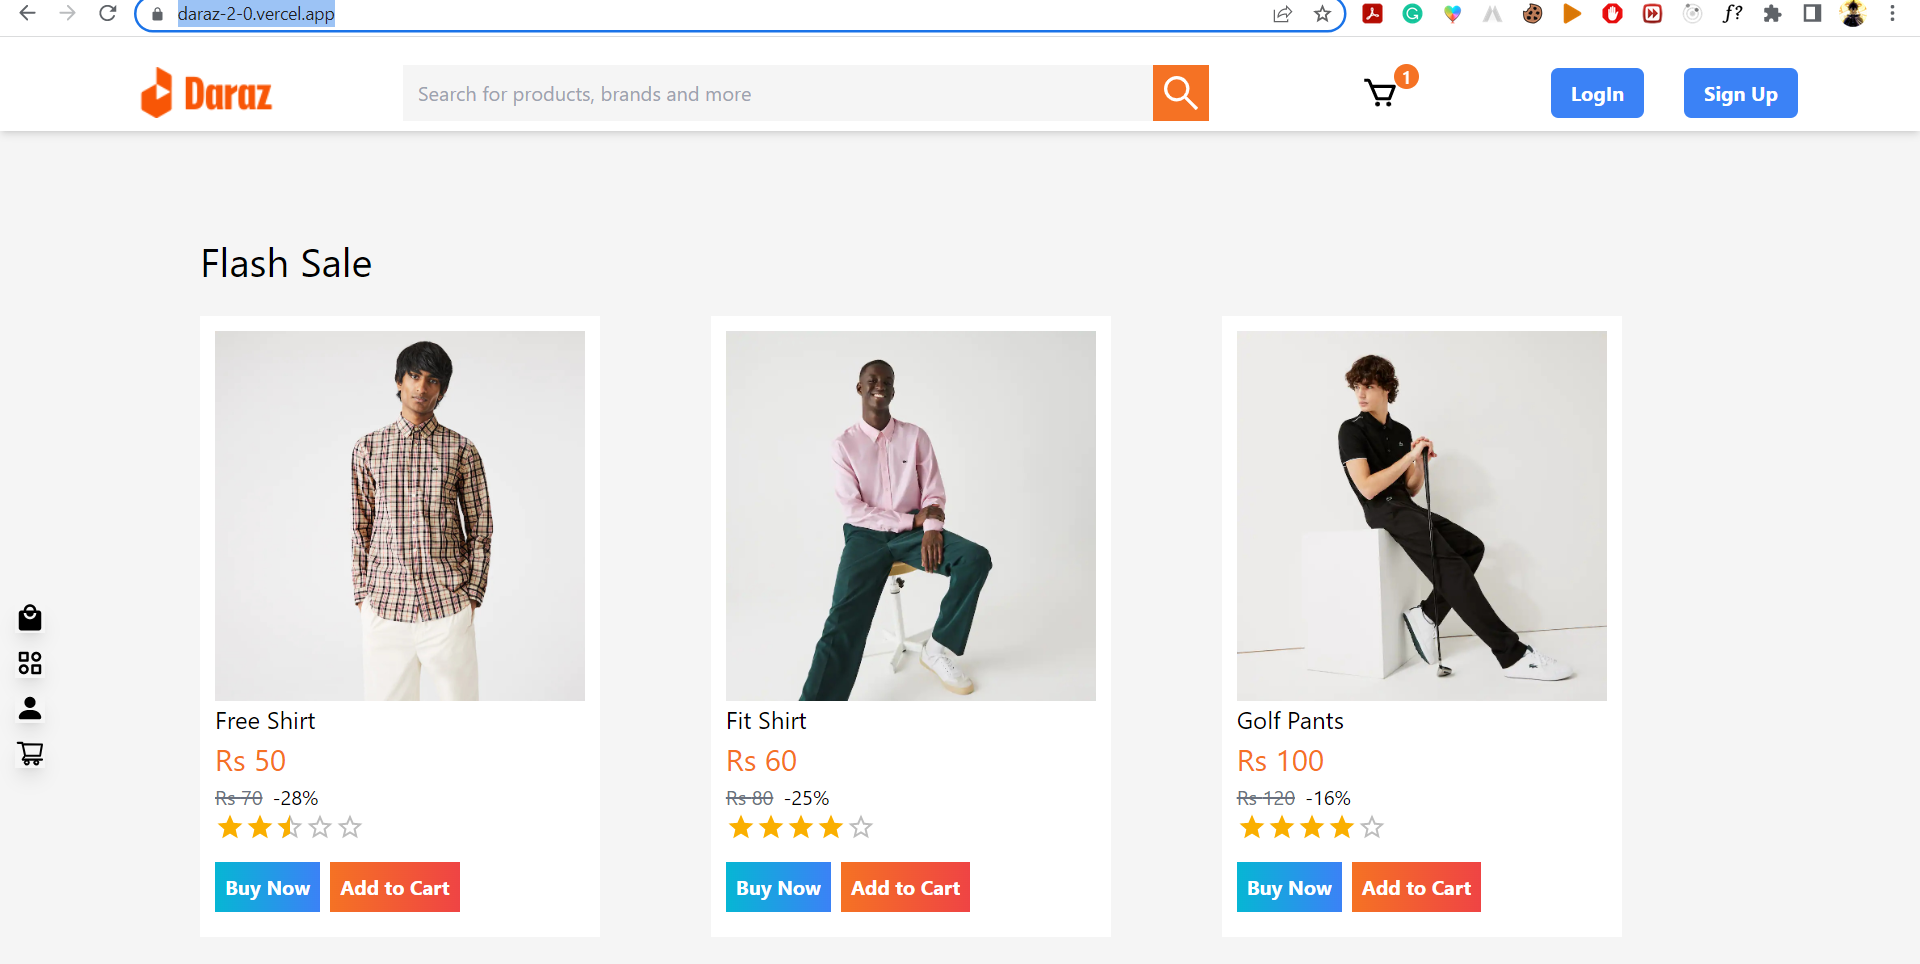 daraz-2-0.vercel.app
f?
Daraz
Search for products, brands and more
1
LogIn
Sign Up
Flash Sale
Free Shirt
Rs 50
Rs 70 -28%
Buy Now
Add to Cart
Fit Shirt
Rs 60
Rs 80 -25%
Buy Now
Add to Cart
Golf Pants
Rs 100
Rs 120 -16%
Buy Now
Add to Cart